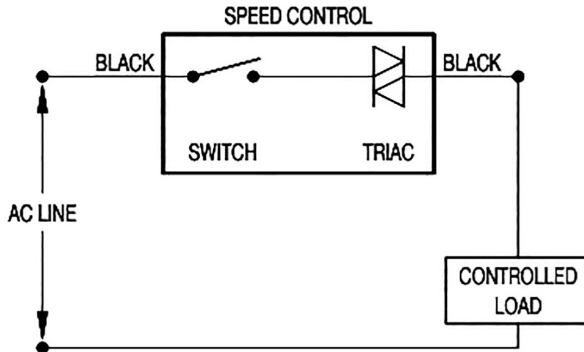 SPEED CONTROL
BLACK
BLACK
SWITCH
TRIAC
AC LINE
CONTROLLED
LOAD